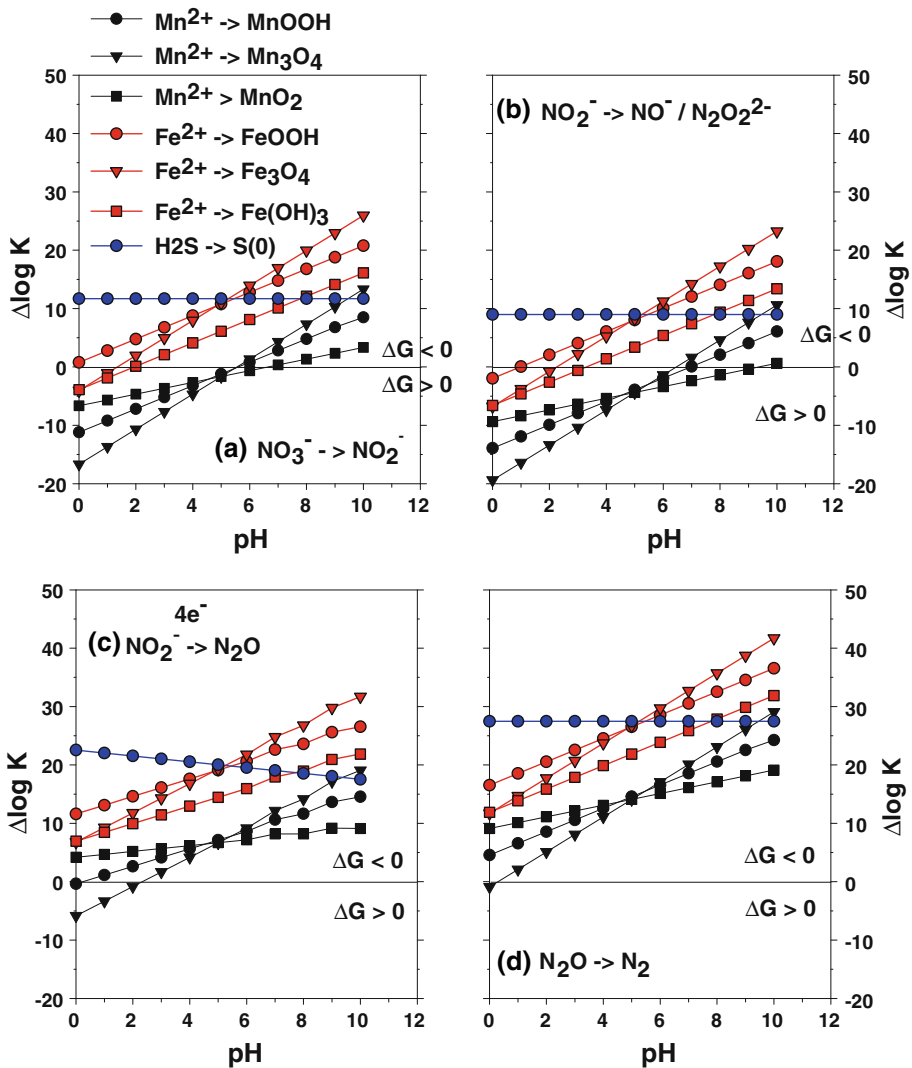 Mn2+ -> MnOOH
Mn2+ -> Mn3O4
Mn2+ > MnO2
Fe2+ -> FeOOH
Fe2+ -> Fe3O4
Fe2+ -> Fe(OH)3
H2S -> S(0)
50
40
30
20
10
0
-10
-20
Δlog K
ΔG < 0
ΔG > 0
(a) NO3- -> NO2-
0 2 4 6 8 10 12
pH
(b) NO2- -> NO- / N2O22-
50
40
30
20
10
0
-10
-20
Δlog K
ΔG < 0
ΔG > 0
0 2 4 6 8 10 12
pH
50
40
30
20
10
0
-10
-20
Δlog K
4e-
(c) NO2- -> N2O
ΔG < 0
ΔG > 0
0 2 4 6 8 10 12
pH
50
40
30
20
10
0
-10
-20
Δlog K
ΔG < 0
ΔG > 0
(d) N2O -> N2
0 2 4 6 8 10 12
pH